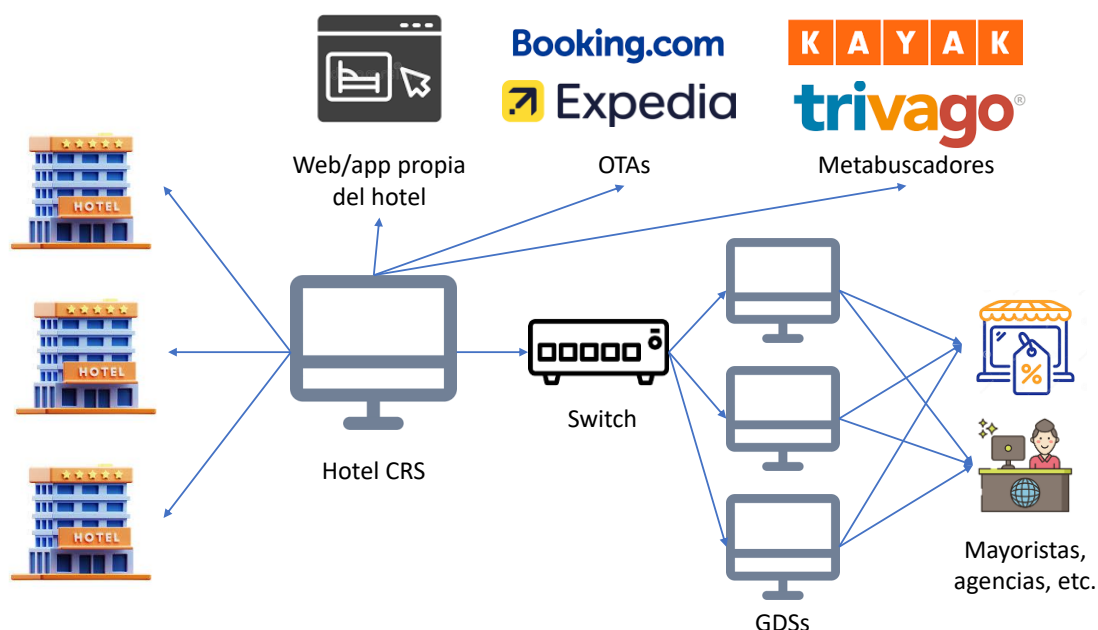 Booking.com
Expedia
KAYAK
trivago®
Web/app propia
del hotel
OTAs
Metabuscadores
HOTEL
HOTEL
HOTEL
Hotel CRS
Switch
%
GDSs
Mayoristas,
agencias, etc.